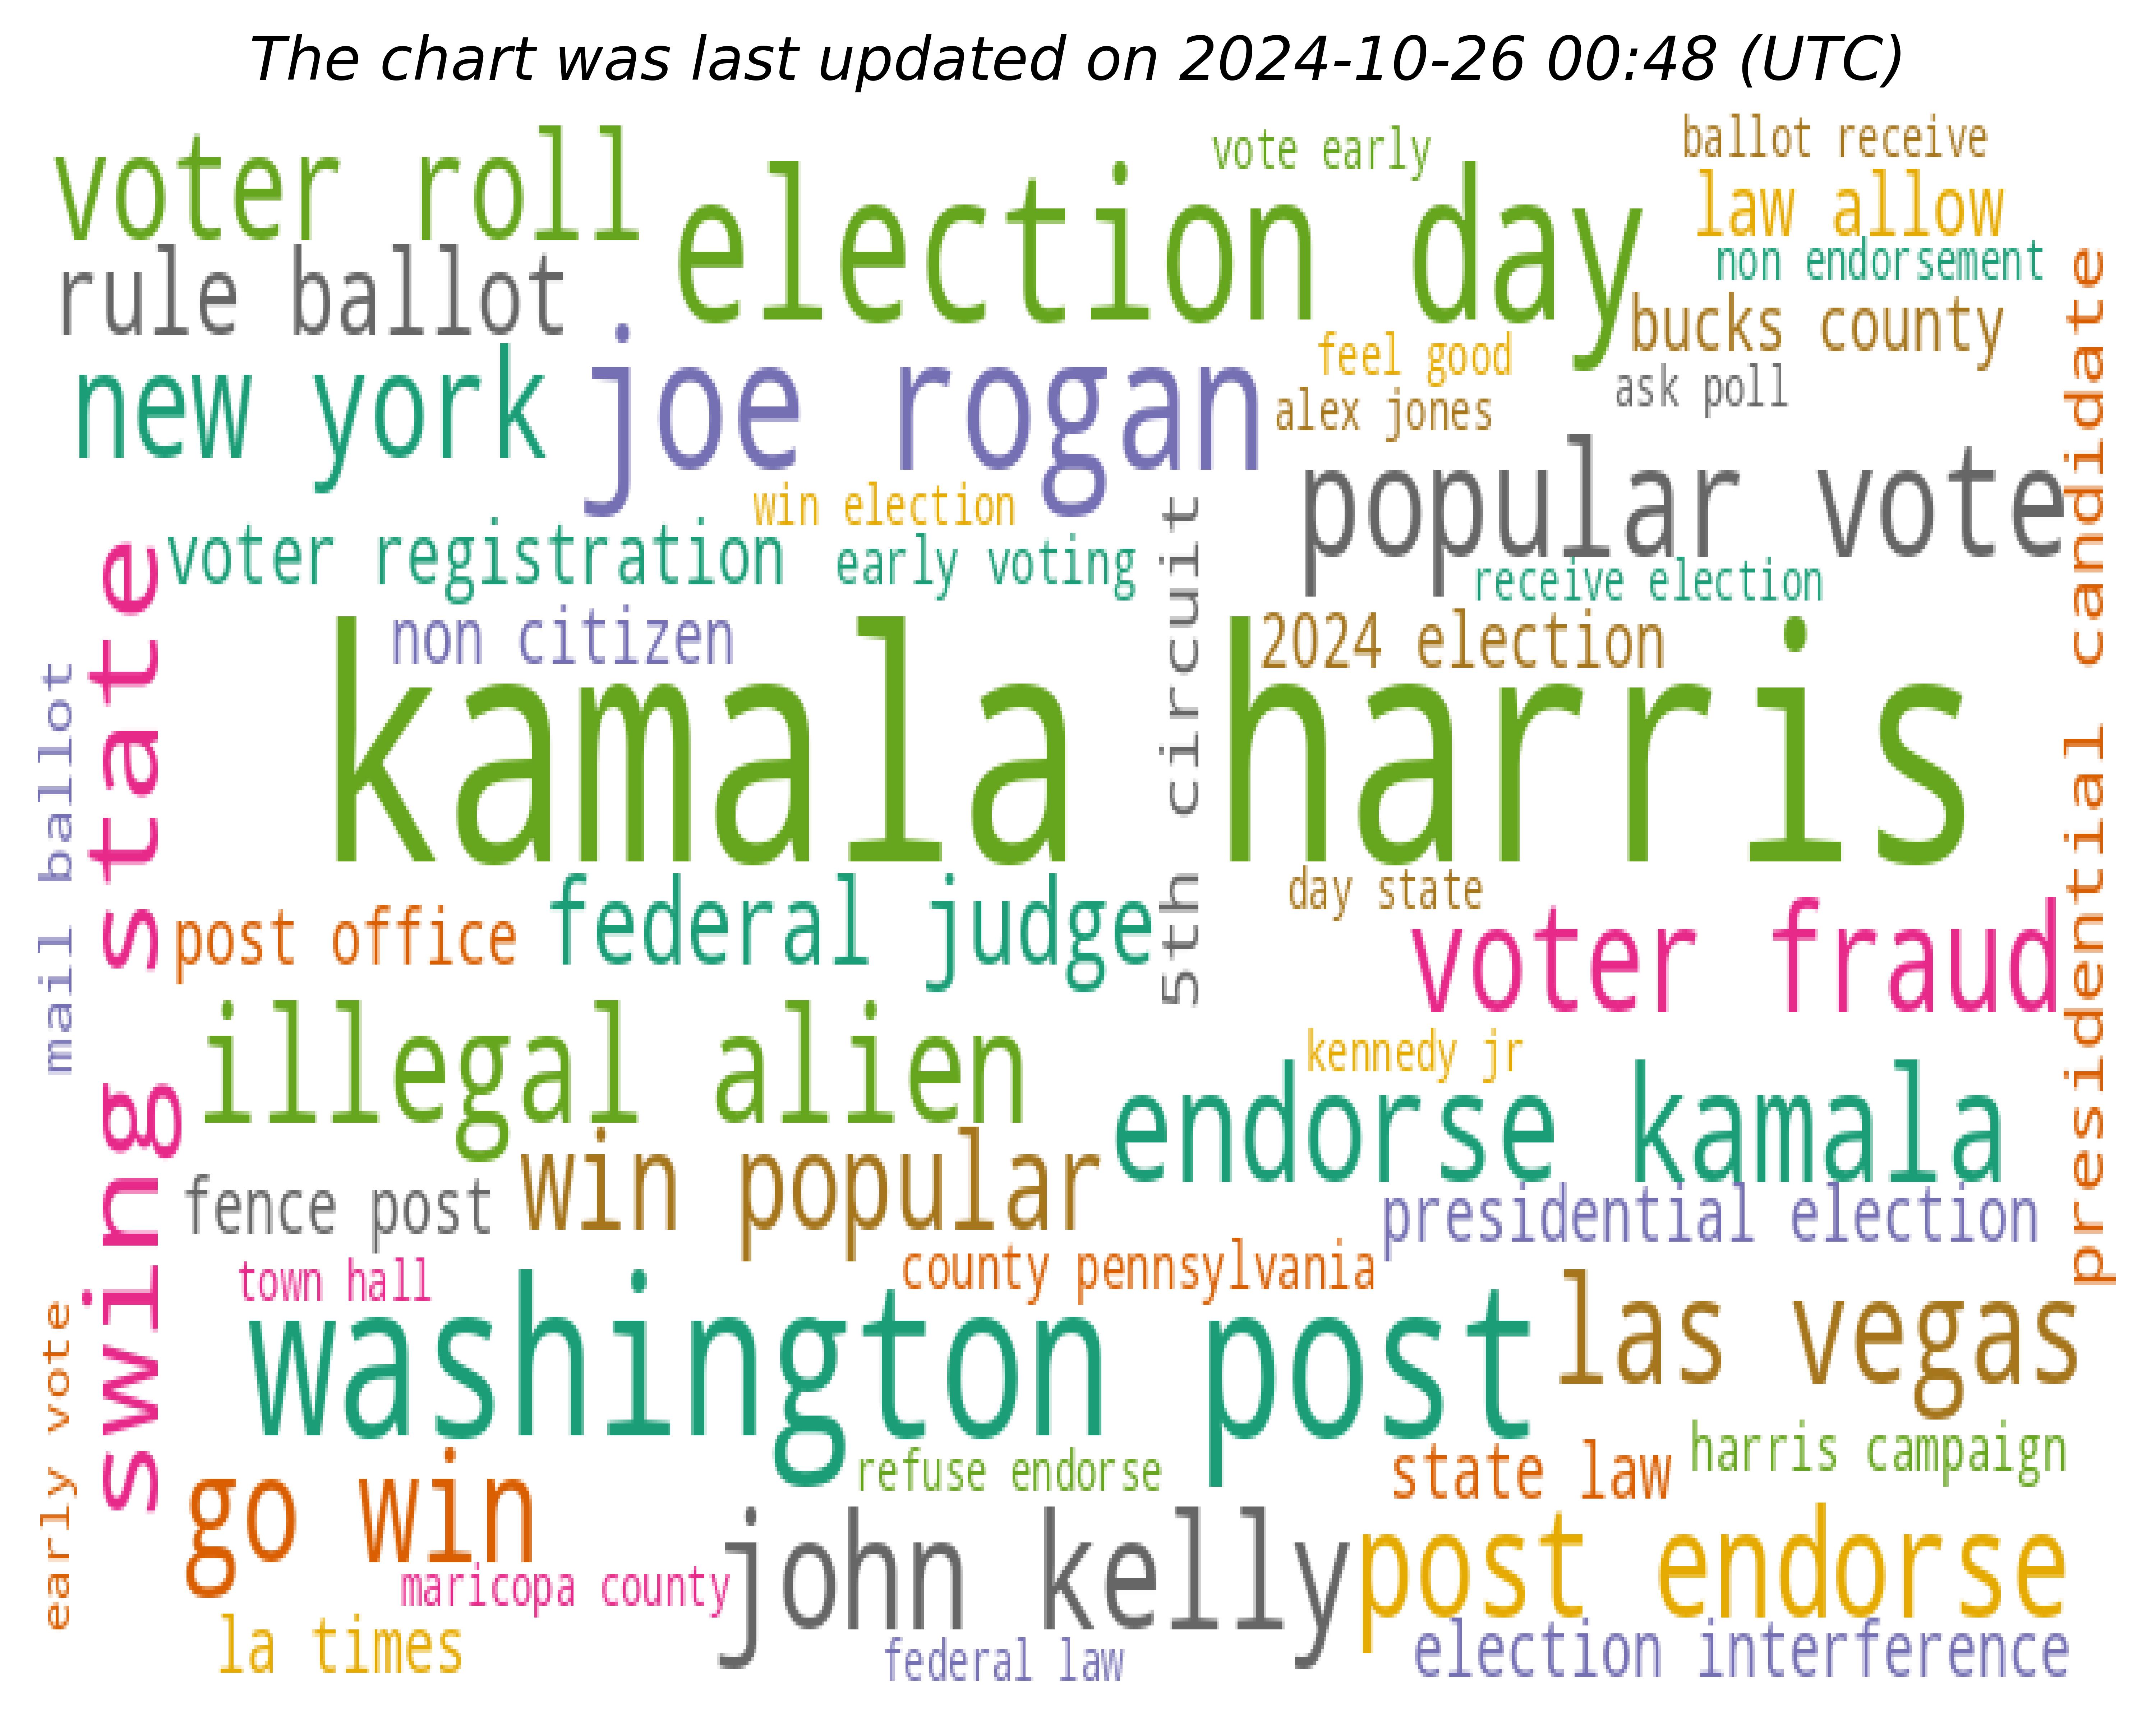 The chart was last updated on 2024-10-26 00:48 (UTC)
voter roll
election day
vote early
ballot receive
law allow
non endorsement
rule ballot
bucks county
feel good
ask poll
alex jones
new york
joe rogan
popular vote
presidential candidate
win election
voter registration
early voting
5th circuit
receive election
non citizen
2024 election
kamala harris
mail ballot
swing state
day state
post office
federal judge
voter fraud
illegal alien
kennedy jr
endorse kamala
fence post
win popular
presidential election
town hall
county pennsylvania
washington post
las vegas
early vote
refuse endorse
state law
harris campaign
go win
john kelly
post endorse
maricopa county
la times
federal law
election interference